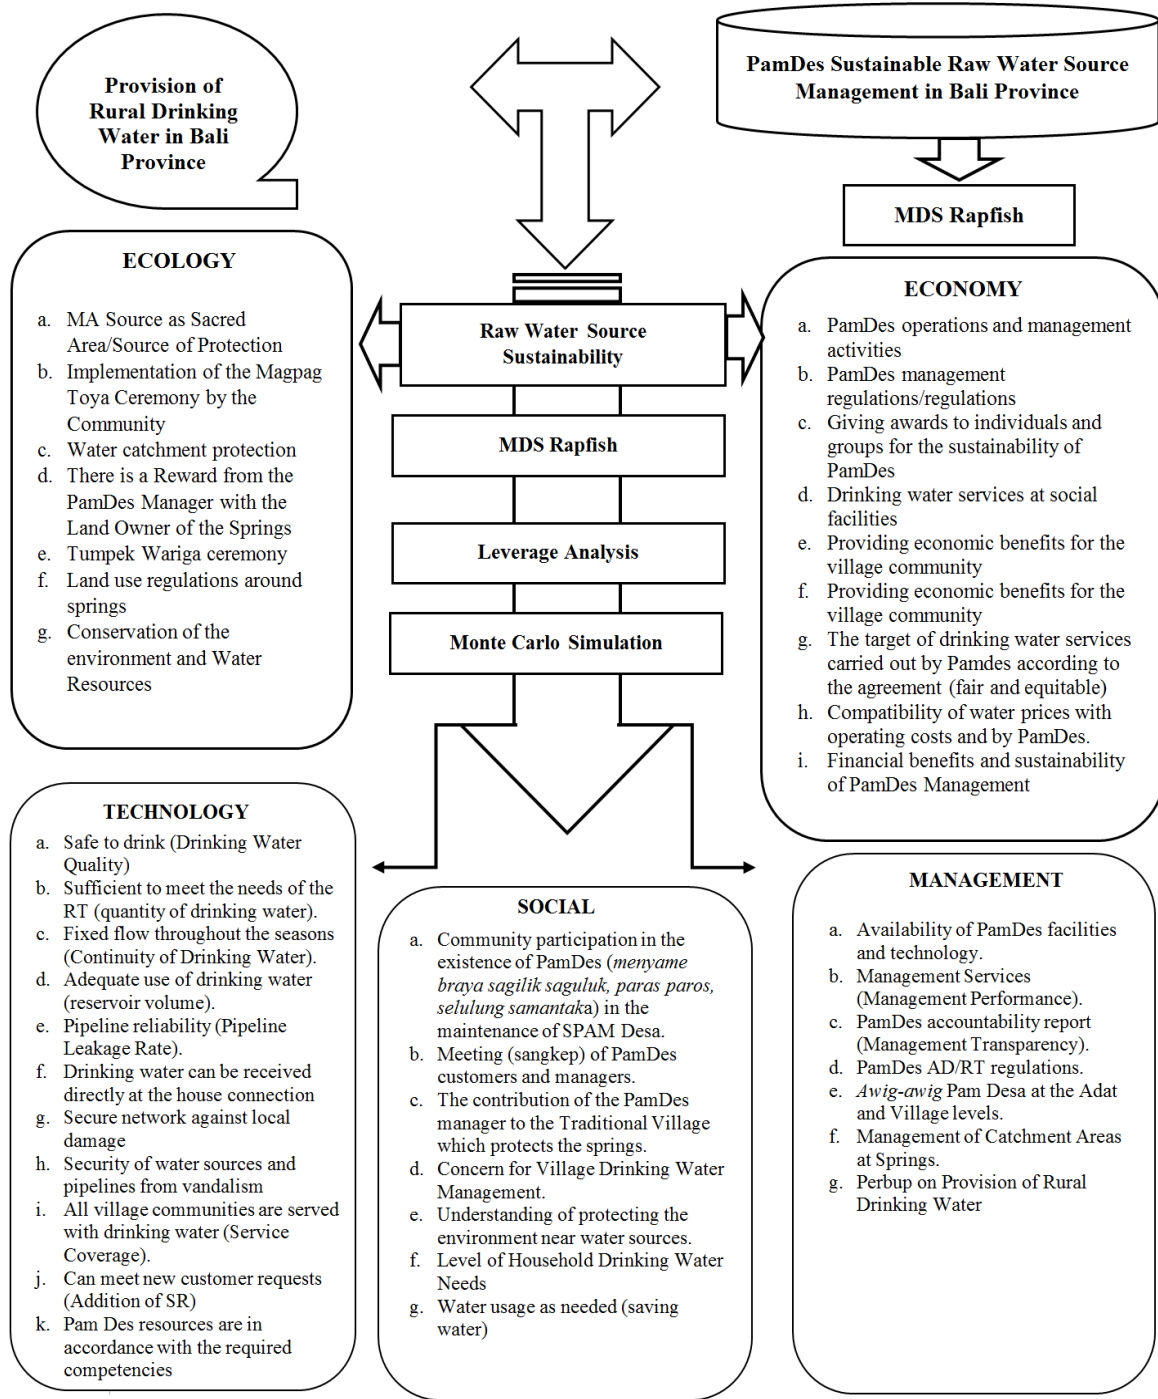 Provision of
Rural Drinking
Water in Bali
Province
PamDes Sustainable Raw Water Source
Management in Bali Province
MDS Rapfish
ECOLOGY
a. MA Source as Sacred
Area/Source of Protection
b. Implementation of the Magpag
Toya Ceremony by the
Community
c. Water catchment protection
d. There is a Reward from the
PamDes Manager with the
Land Owner of the Springs
e. Tumpek Wariga ceremony
f. Land use regulations around
springs
g. Conservation of the
environment and Water
Resources
Raw Water Source
Sustainability
MDS Rapfish
Leverage Analysis
Monte Carlo Simulation
ECONOMY
a. PamDes operations and management
activities
b. PamDes management
regulations/regulations
c. Giving awards to individuals and
groups for the sustainability of
PamDes
d. Drinking water services at social
facilities
e. Providing economic benefits for the
village community
f. Providing economic benefits for the
village community
g. The target of drinking water services
carried out by Pamdes according to
the agreement (fair and equitable)
h. Compatibility of water prices with
operating costs and by PamDes.
i. Financial benefits and sustainability
of PamDes Management
TECHNOLOGY
a. Safe to drink (Drinking Water
Quality)
b. Sufficient to meet the needs of the
RT (quantity of drinking water).
c. Fixed flow throughout the seasons
(Continuity of Drinking Water).
d. Adequate use of drinking water
(reservoir volume).
e. Pipeline reliability (Pipeline
Leakage Rate).
f. Drinking water can be received
directly at the house connection
g. Secure network against local
damage
h. Security of water sources and
pipelines from vandalism
i. All village communities are served
with drinking water (Service
Coverage).
j. Can meet new customer requests
(Addition of SR)
k. Pam Des resources are in
accordance with the required
competencies
SOCIAL
a. Community participation in the
existence of PamDes (menyame
braya sagilik saguluk, paras paros,
selulung samantaka) in the
maintenance of SPAM Desa.
b. Meeting (sangkep) of PamDes
customers and managers.
c. The contribution of the PamDes
manager to the Traditional Village
which protects the springs.
d. Concern for Village Drinking Water
Management.
e. Understanding of protecting the
environment near water sources.
f. Level of Household Drinking Water
Needs
g. Water usage as needed (saving
water)
MANAGEMENT
a. Availability of PamDes facilities
and technology.
b. Management Services
(Management Performance).
c. PamDes accountability report
(Management Transparency).
d. PamDes AD/RT regulations.
e. Awig-awig Pam Desa at the Adat
and Village levels.
f. Management of Catchment Areas
at Springs.
g. Perbup on Provision of Rural
Drinking Water